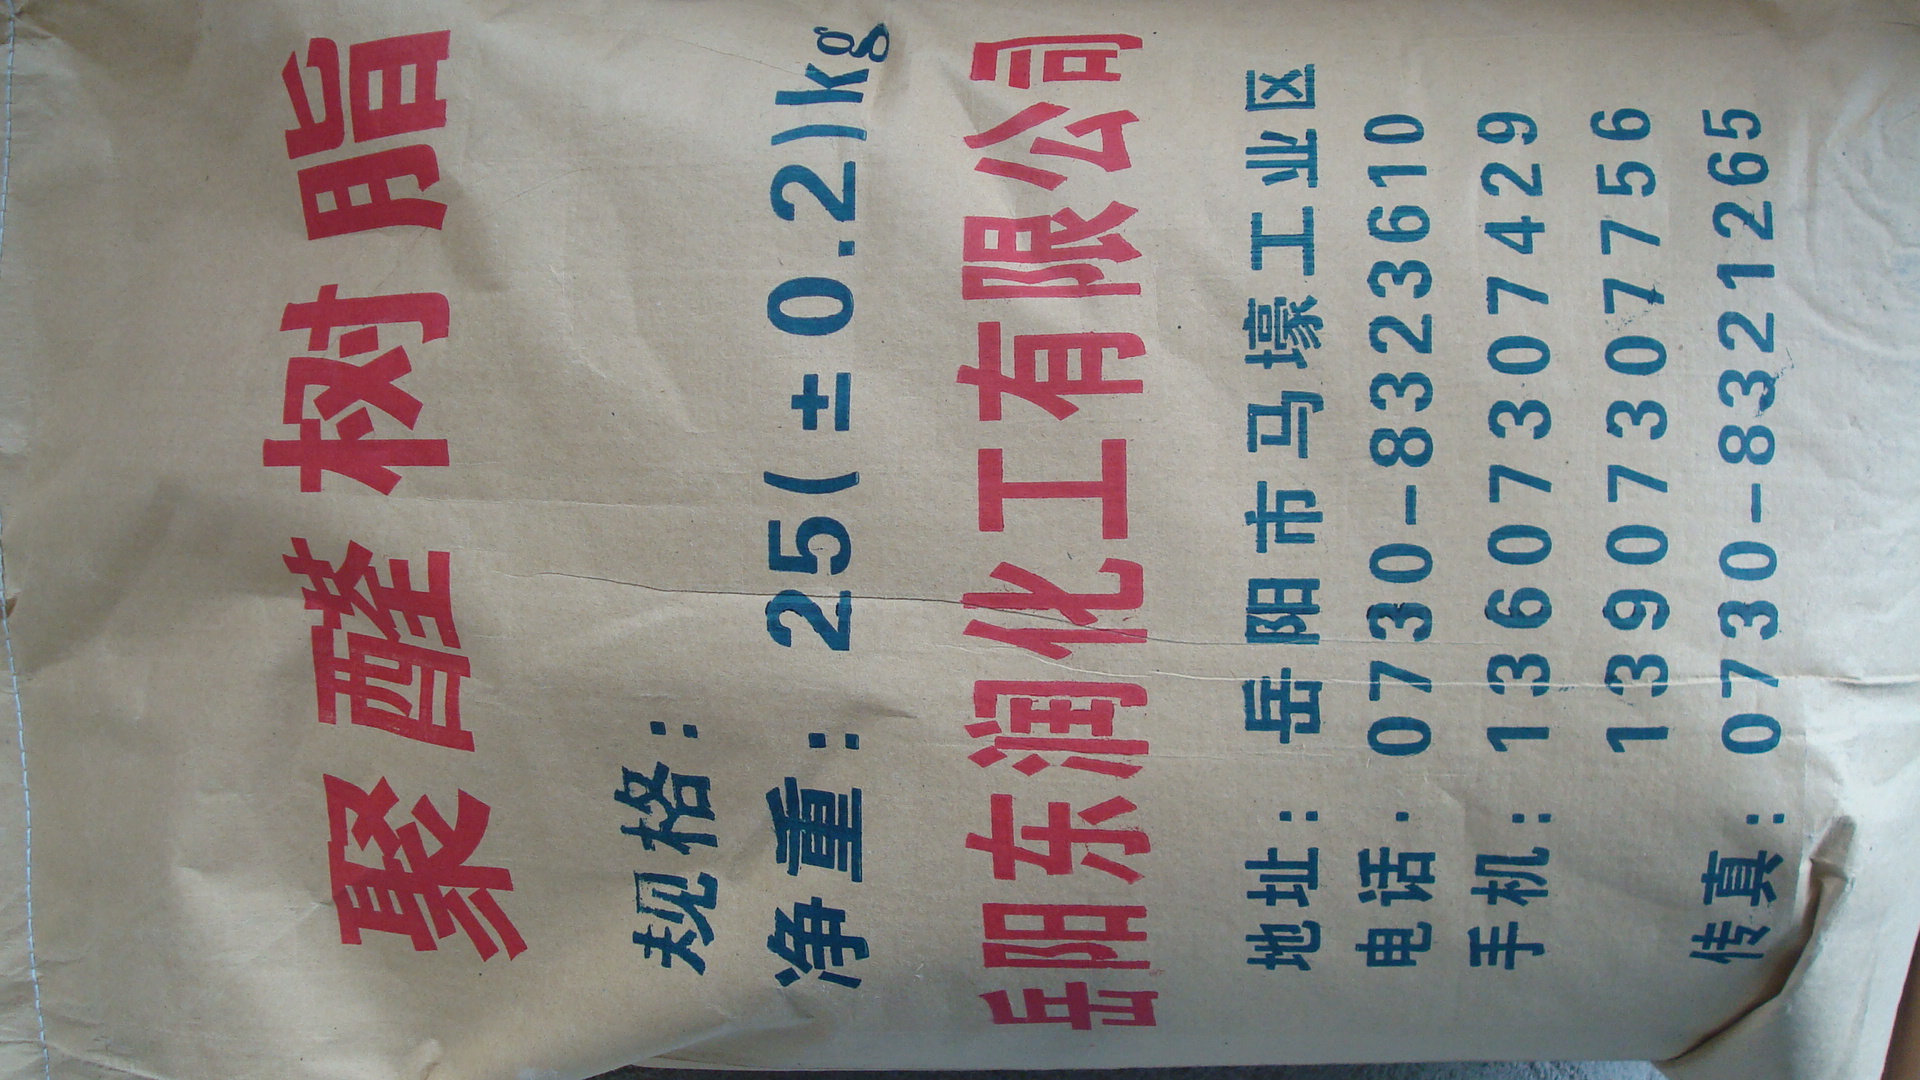 聚醛树脂
规格：
净重：25(±0.2)kg
岳阳东润化工有限公司
地址：岳阳市马壕工业区
电话：0730-8323610
手机：13607307429
13907307756
传真：0730-8321265